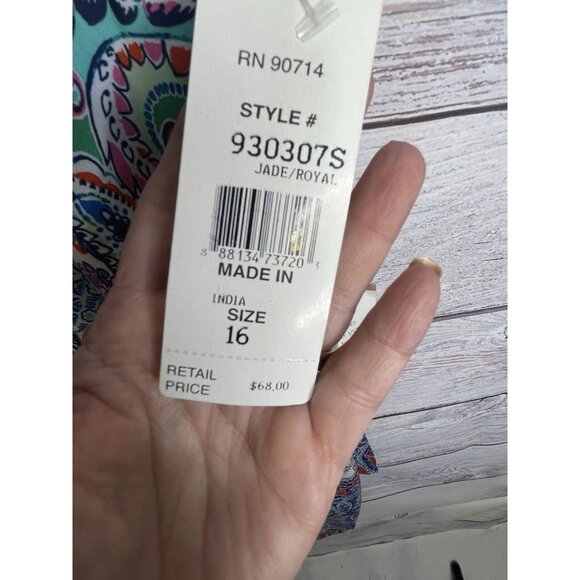 RN 90714
STYLE #
930307S
JADE/ROYAL
8 88134 73720 3
MADE IN
INDIA
SIZE
16
RETAIL
PRICE
$68.00